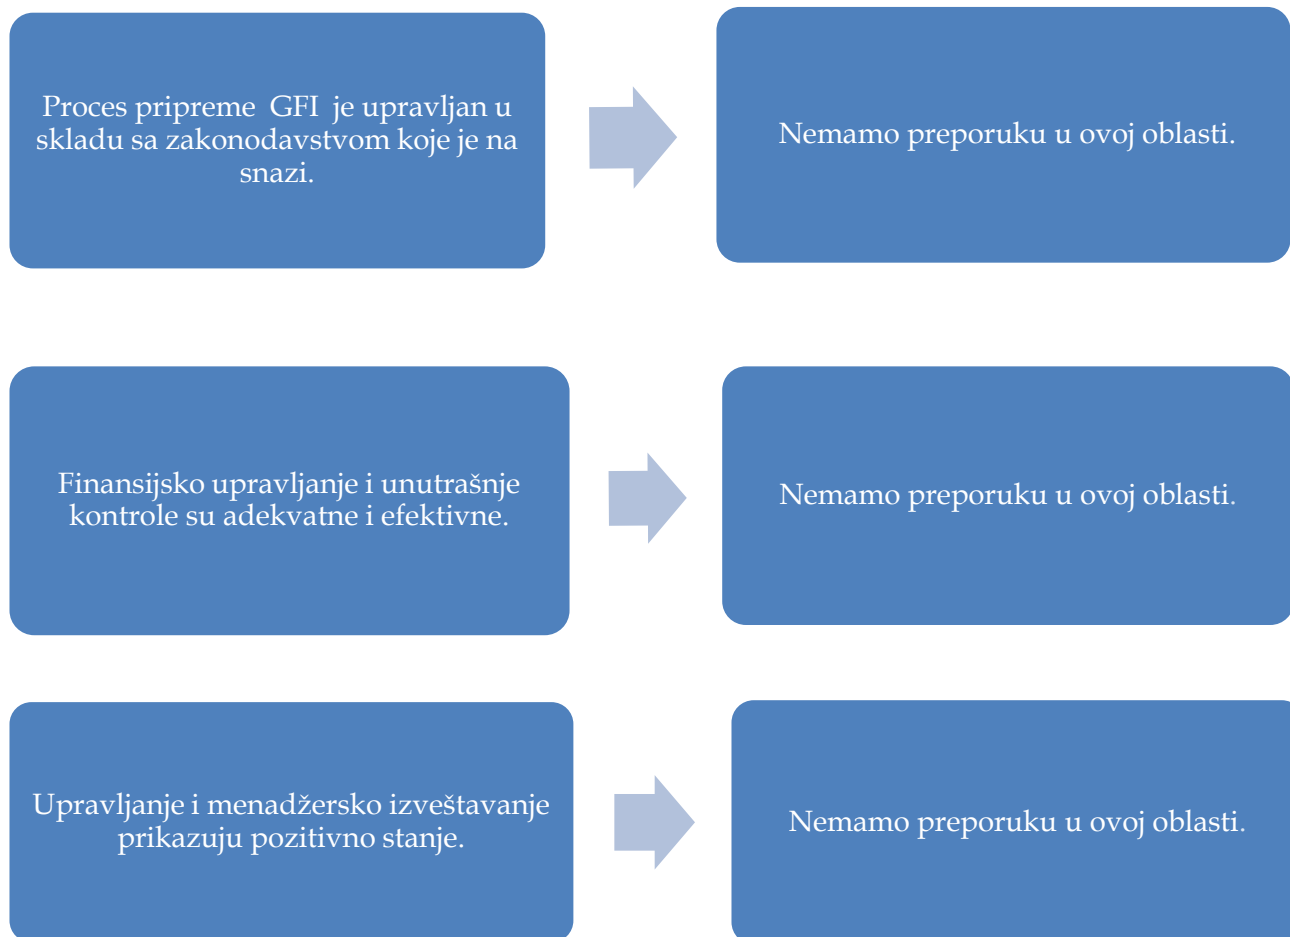 Proces pripreme  GFI  je upravljan u
skladu sa zakonodavstvom koje je na
snazi.
Nemamo preporuku u ovoj oblasti.
Finansijsko upravljanje i unutrašnje
kontrole su adekvatne i efektivne.
Nemamo preporuku u ovoj oblasti.
Upravljanje i menadžersko izveštavanje
prikazuju pozitivno stanje.
Nemamo preporuku u ovoj oblasti.